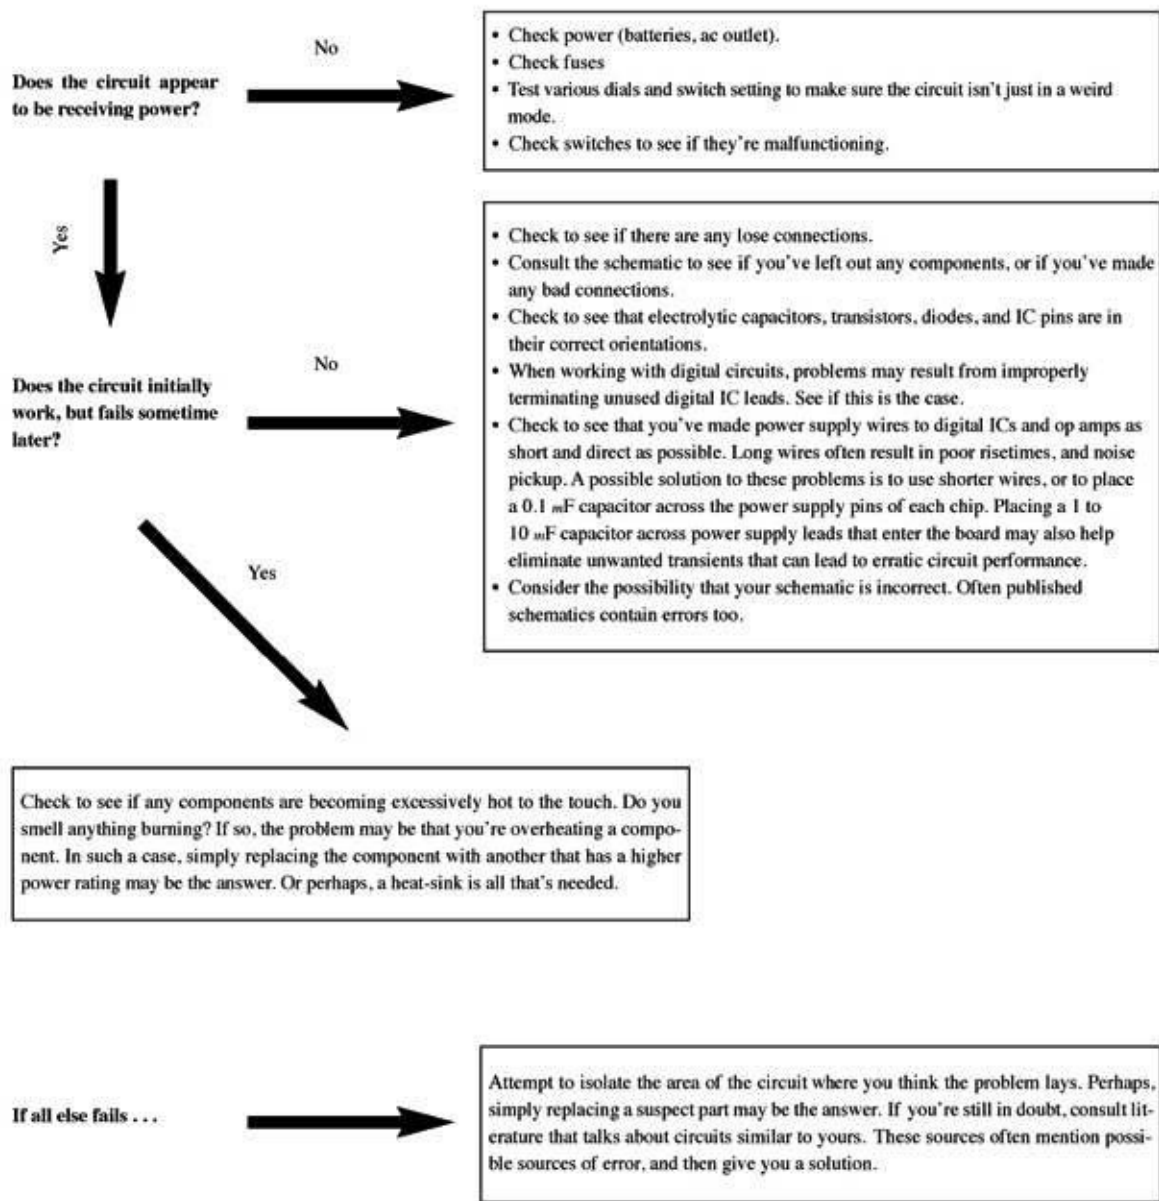 No
Does the circuit appear
to be receiving power?
• Check power (batteries, ac outlet).
• Check fuses
• Test various dials and switch setting to make sure the circuit isn't just in a weird
mode.
• Check switches to see if they're malfunctioning.
Yes
No
Does the circuit initially
work, but fails sometime
later?
• Check to see if there are any lose connections.
• Consult the schematic to see if you've left out any components, or if you've made
any bad connections.
• Check to see that electrolytic capacitors, transistors, diodes, and IC pins are in
their correct orientations.
• When working with digital circuits, problems may result from improperly
terminating unused digital IC leads. See if this is the case.
• Check to see that you've made power supply wires to digital ICs and op amps as
short and direct as possible. Long wires often result in poor risetimes, and noise
pickup. A possible solution to these problems is to use shorter wires, or to place
a 0.1 mF capacitor across the power supply pins of each chip. Placing a 1 to
10 mF capacitor across power supply leads that enter the board may also help
eliminate unwanted transients that can lead to erratic circuit performance.
• Consider the possibility that your schematic is incorrect. Often published
schematics contain errors too.
Yes
Check to see if any components are becoming excessively hot to the touch. Do you
smell anything burning? If so, the problem may be that you're overheating a compo-
nent. In such a case, simply replacing the component with another that has a higher
power rating may be the answer. Or perhaps, a heat-sink is all that's needed.
If all else fails . . .
Attempt to isolate the area of the circuit where you think the problem lays. Perhaps,
simply replacing a suspect part may be the answer. If you're still in doubt, consult lit-
erature that talks about circuits similar to yours. These sources often mention possi-
ble sources of error, and then give you a solution.